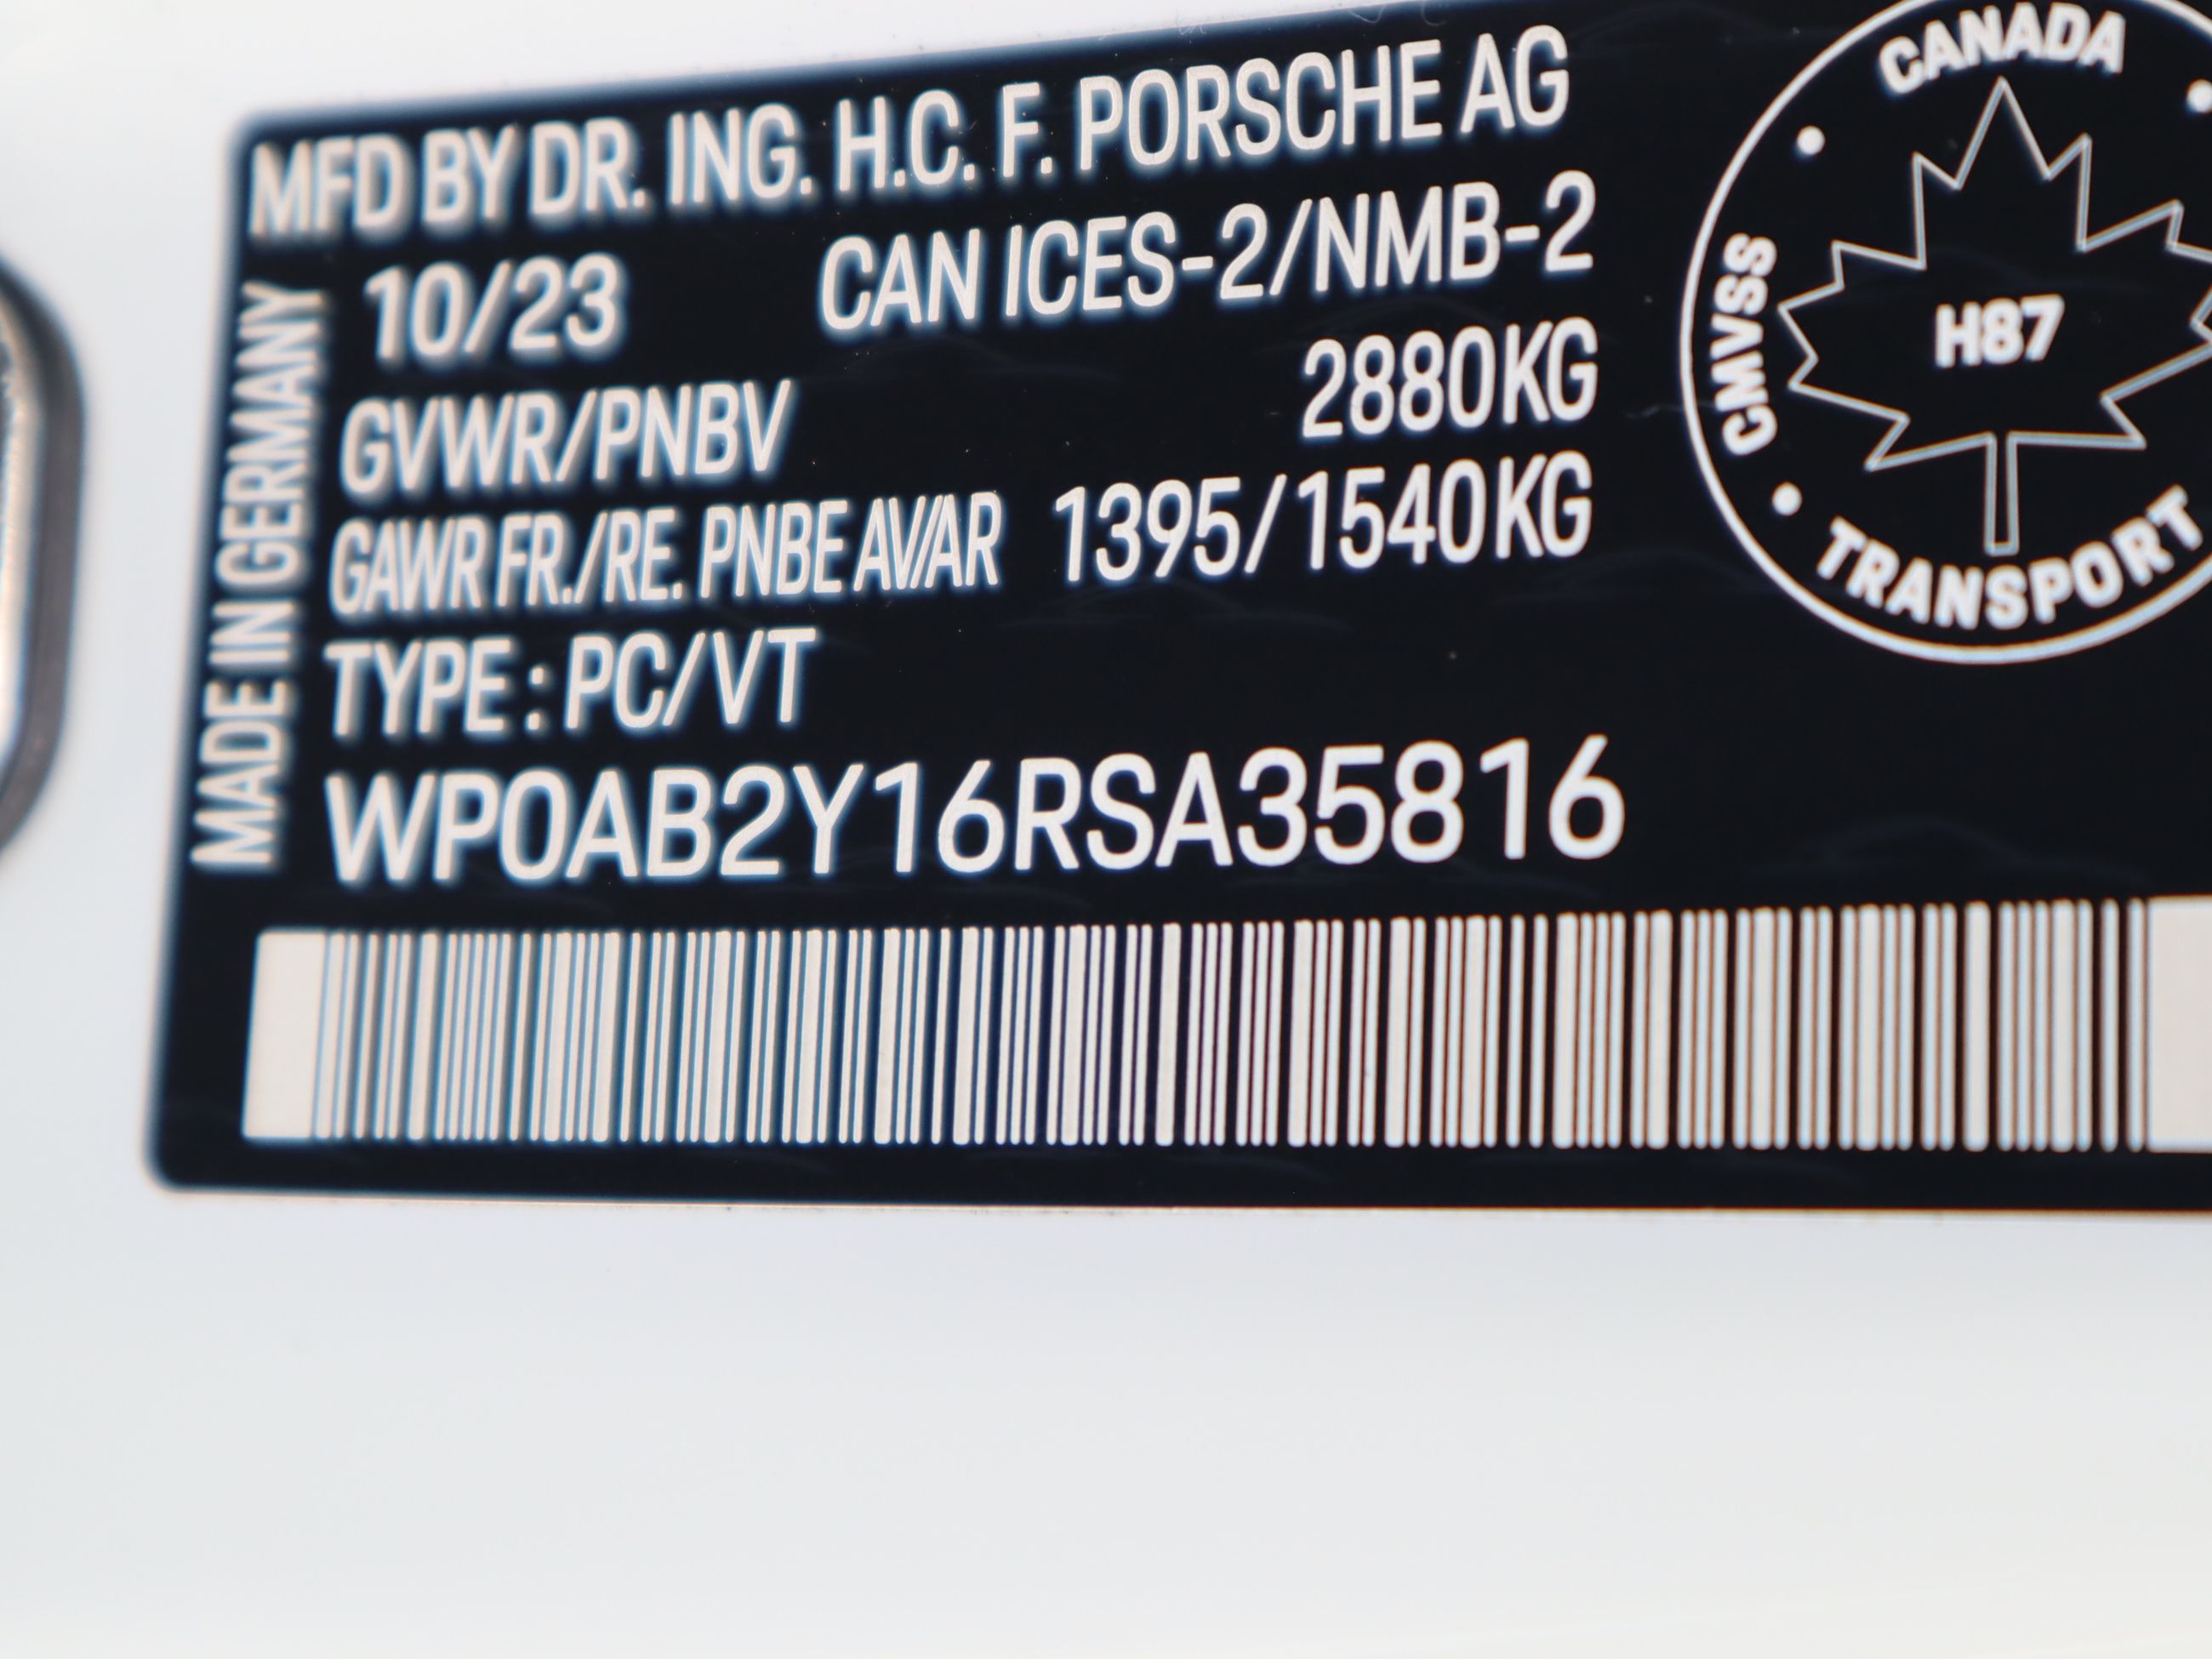 MFD BY DR. ING. H.C. F. PORSCHE AG
10/23 CAN ICES-2/NMB-2
GVWR/PNBV 2880KG
GAWR FR./RE. PNBE AV/AR 1395/1540KG
TYPE : PC/VT
WP0AB2Y16RSA35816
MADE IN GERMANY
CANADA
CMVSS
H87
TRANSPORT